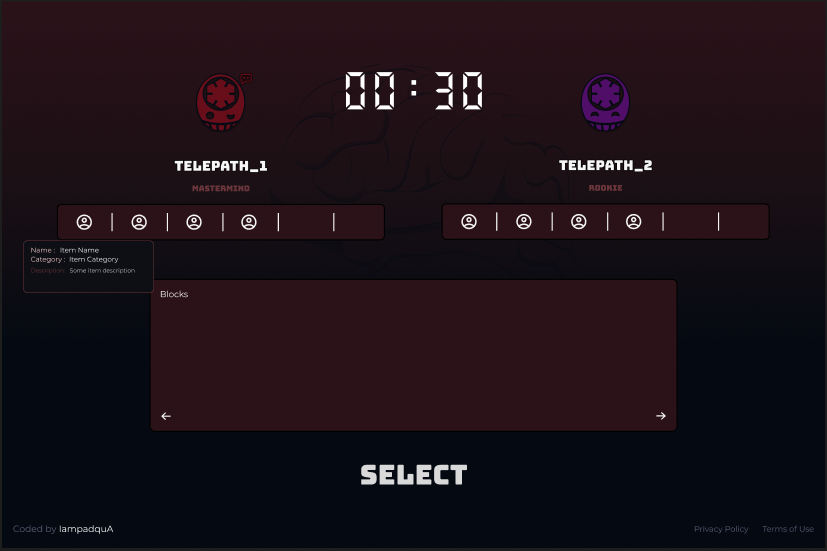 00:30
TELEPATH_1
MASTERMIND
TELEPATH_2
ROOKIE
Name : Item Name
Category : Item Category
Description: Some item description
Blocks
SELECT
Coded by lampadquA
Privacy Policy
Terms of Use